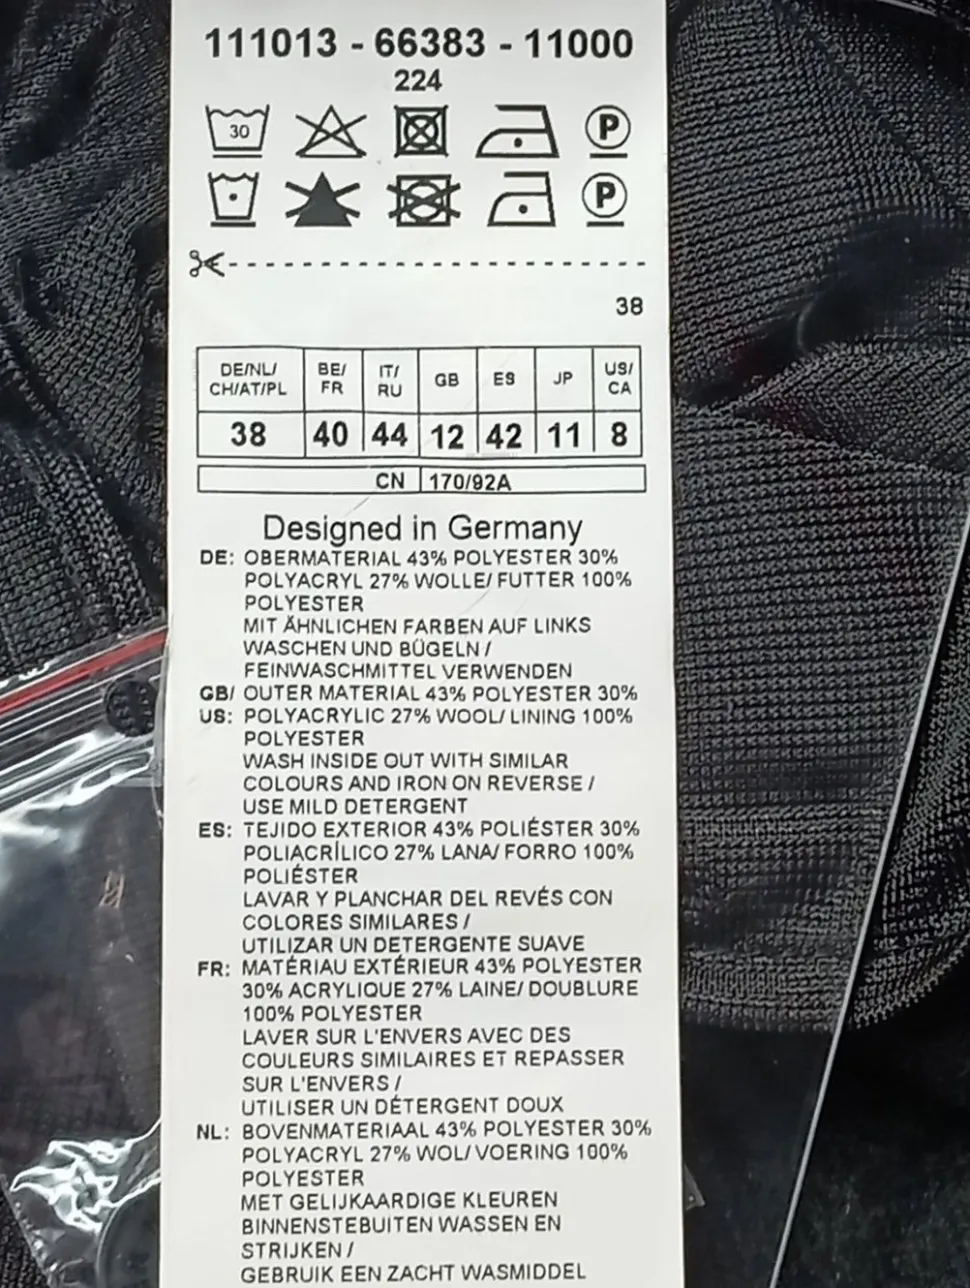 111013 - 66383 - 11000
224
30
P
P
38
DE/NL/ CH/AT/PL BE/ FR IT/ RU GB ES JP US/ CA
38 40 44 12 42 11 8
CN 170/92A
Designed in Germany
DE: OBERMATERIAL 43% POLYESTER 30%
POLYACRYL 27% WOLLE/ FUTTER 100%
POLYESTER
MIT ÄHNLICHEN FARBEN AUF LINKS
WASCHEN UND BÜGELN /
FEINWASCHMITTEL VERWENDEN
GB/ OUTER MATERIAL 43% POLYESTER 30%
US: POLYACRYLIC 27% WOOL/ LINING 100%
POLYESTER
WASH INSIDE OUT WITH SIMILAR
COLOURS AND IRON ON REVERSE /
USE MILD DETERGENT
ES: TEJIDO EXTERIOR 43% POLIÉSTER 30%
POLIACRÍLICO 27% LANA/ FORRO 100%
POLIÉSTER
LAVAR Y PLANCHAR DEL REVÉS CON
COLORES SIMILARES /
UTILIZAR UN DETERGENTE SUAVE
FR: MATÉRIAU EXTÉRIEUR 43% POLYESTER
30% ACRYLIQUE 27% LAINE/ DOUBLURE
100% POLYESTER
LAVER SUR L'ENVERS AVEC DES
COULEURS SIMILAIRES ET REPASSER
SUR L'ENVERS /
UTILISER UN DÉTERGENT DOUX
NL: BOVENMATERIAAL 43% POLYESTER 30%
POLYACRYL 27% WOL/ VOERING 100%
POLYESTER
MET GELIJKAARDIGE KLEUREN
BINNENSTEBUITEN WASSEN EN
STRIJKEN /
GEBRUIK EEN ZACHT WASMIDDEL